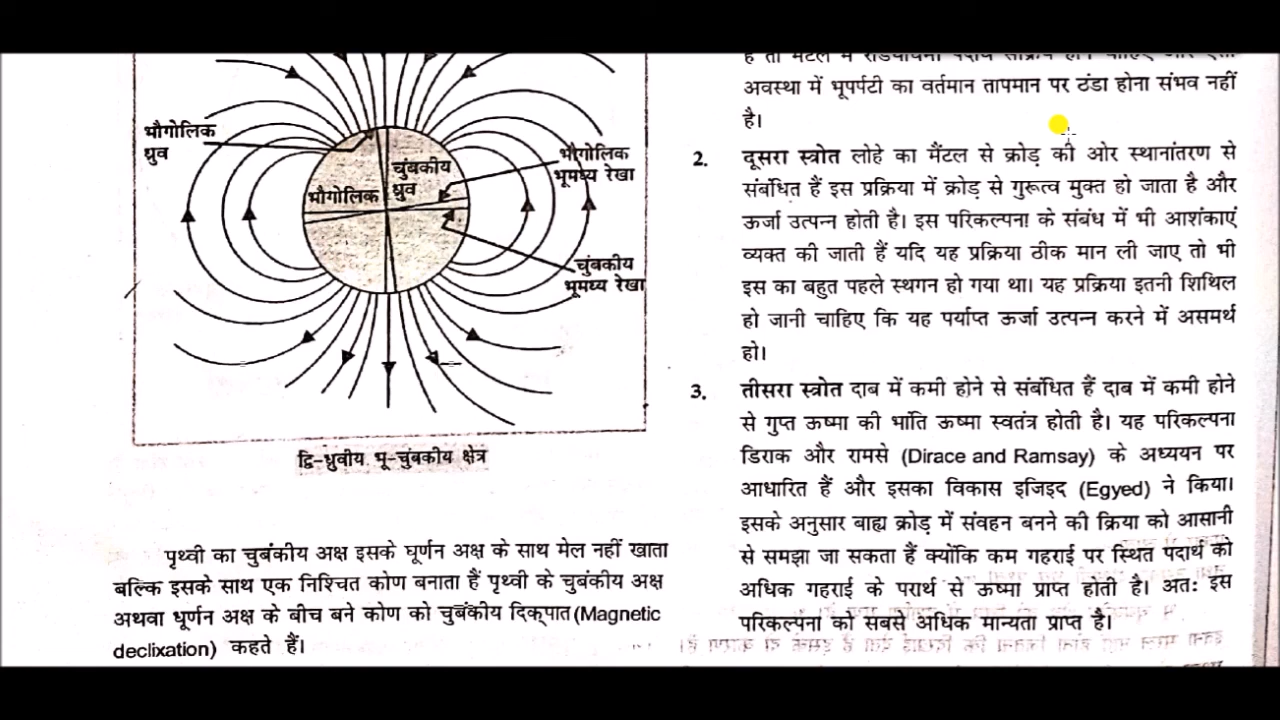 भौगोलिक
ध्रुव
चुंबकीय
ध्रुव
भौगोलिक
भौगोलिक
भूमध्य रेखा
चुंबकीय
भूमध्य रेखा
द्वि-ध्रुवीय भू-चुंबकीय क्षेत्र
पृथ्वी का चुबंकीय अक्ष इसके घूर्णन अक्ष के साथ मेल नहीं खाता
बल्कि इसके साथ एक निश्चित कोण बनाता हैं पृथ्वी के चुबंकीय अक्ष
अथवा धूर्णन अक्ष के बीच बने कोण को चुबंकीय दिक्पात (Magnetic
declixation) कहते हैं।
अवस्था में भूपर्पटी का वर्तमान तापमान पर ठंडा होना संभव नहीं
है।
2. दूसरा स्त्रोत लोहे का मैंटल से क्रोड़ की ओर स्थानांतरण से
संबंधित हैं इस प्रक्रिया में क्रोड़ से गुरूत्व मुक्त हो जाता है और
ऊर्जा उत्पन्न होती है। इस परिकल्पना के संबंध में भी आशंकाएं
व्यक्त की जाती हैं यदि यह प्रक्रिया ठीक मान ली जाए तो भी
इस का बहुत पहले स्थगन हो गया था। यह प्रक्रिया इतनी शिथिल
हो जानी चाहिए कि यह पर्याप्त ऊर्जा उत्पन्न करने में असमर्थ
हो।
3. तीसरा स्त्रोत दाब में कमी होने से संबंधित हैं दाब में कमी होने
से गुप्त ऊष्मा की भांति ऊष्मा स्वतंत्र होती है। यह परिकल्पना
डिराक और रामसे (Dirace and Ramsay) के अध्ययन पर
आधारित हैं और इसका विकास इजिइद (Egyed) ने किया।
इसके अनुसार बाह्य क्रोड़ में संवहन बनने की क्रिया को आसानी
से समझा जा सकता हैं क्योंकि कम गहराई पर स्थित पदार्थ को
अधिक गहराई के परार्थ से ऊष्मा प्राप्त होती है। अतः इस
परिकल्पना को सबसे अधिक मान्यता प्राप्त है।